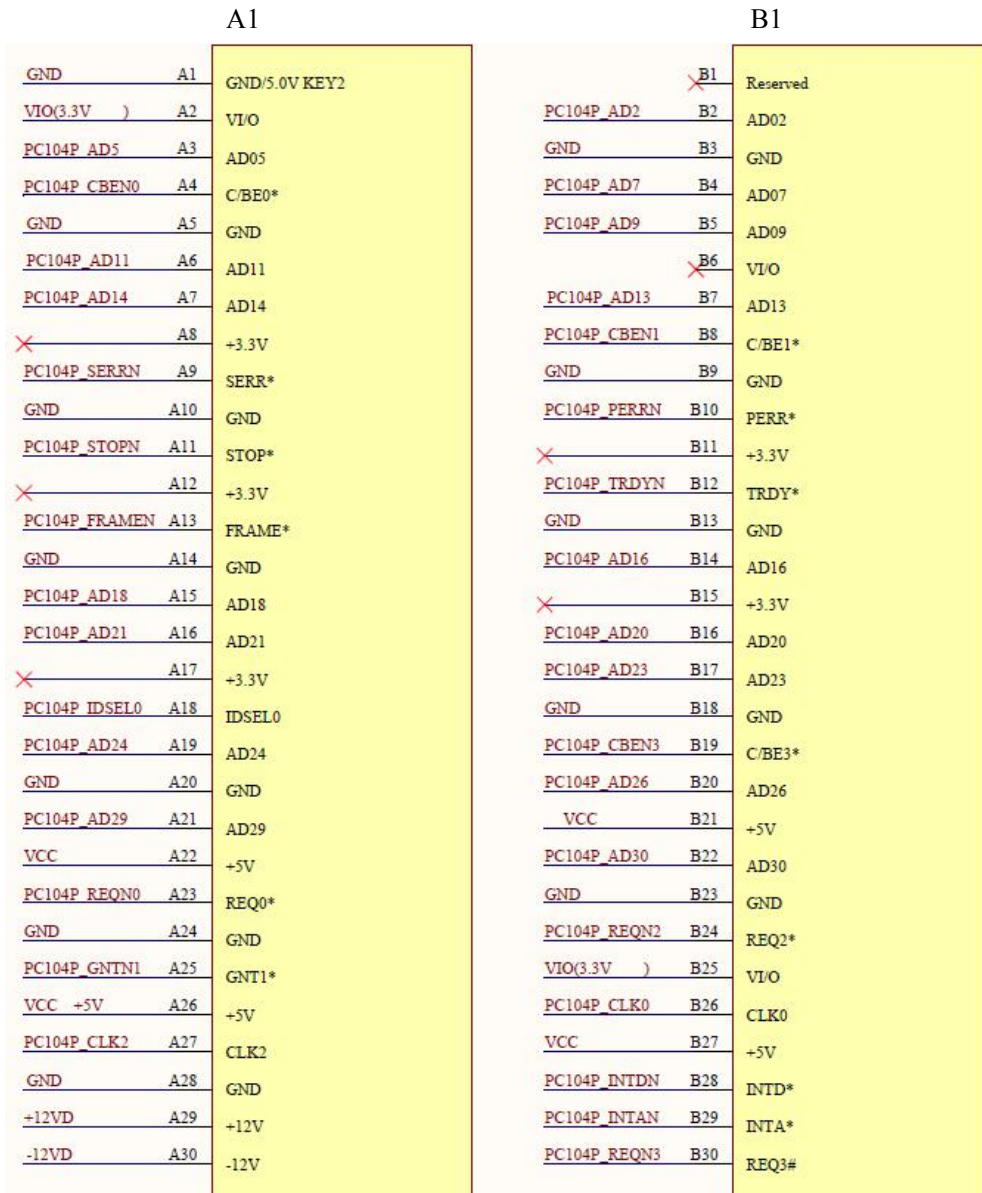 A1 B1
GND A1 GND/5.0V KEY2
VIO(3.3V ) A2 VI/O
PC104P_AD5 A3 AD05
PC104P_CBEN0 A4 C/BE0*
GND A5 GND
PC104P_AD11 A6 AD11
PC104P_AD14 A7 AD14
A8 +3.3V
PC104P_SERRN A9 SERR*
GND A10 GND
PC104P_STOPN A11 STOP*
A12 +3.3V
PC104P_FRAMEN A13 FRAME*
GND A14 GND
PC104P_AD18 A15 AD18
PC104P_AD21 A16 AD21
A17 +3.3V
PC104P_IDSEL0 A18 IDSEL0
PC104P_AD24 A19 AD24
GND A20 GND
PC104P_AD29 A21 AD29
VCC A22 +5V
PC104P_REQN0 A23 REQ0*
GND A24 GND
PC104P_GNTN1 A25 GNT1*
VCC +5V A26 +5V
PC104P_CLK2 A27 CLK2
GND A28 GND
+12VD A29 +12V
-12VD A30 -12V
B1 Reserved
PC104P_AD2 B2 AD02
GND B3 GND
PC104P_AD7 B4 AD07
PC104P_AD9 B5 AD09
B6 VI/O
PC104P_AD13 B7 AD13
PC104P_CBEN1 B8 C/BE1*
GND B9 GND
PC104P_PERRN B10 PERR*
B11 +3.3V
PC104P_TRDYN B12 TRDY*
GND B13 GND
PC104P_AD16 B14 AD16
B15 +3.3V
PC104P_AD20 B16 AD20
PC104P_AD23 B17 AD23
GND B18 GND
PC104P_CBEN3 B19 C/BE3*
PC104P_AD26 B20 AD26
VCC B21 +5V
PC104P_AD30 B22 AD30
GND B23 GND
PC104P_REQN2 B24 REQ2*
VIO(3.3V ) B25 VI/O
PC104P_CLK0 B26 CLK0
VCC B27 +5V
PC104P_INTDN B28 INTD*
PC104P_INTAN B29 INTA*
PC104P_REQN3 B30 REQ3#